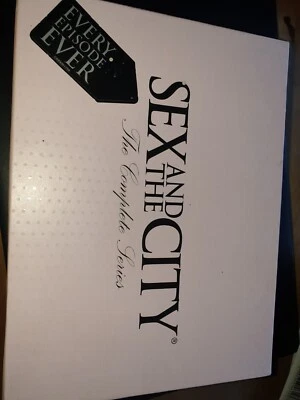 EVERY.
EPISODE
EVER
SEX AND THE CITY®
The Complete Series